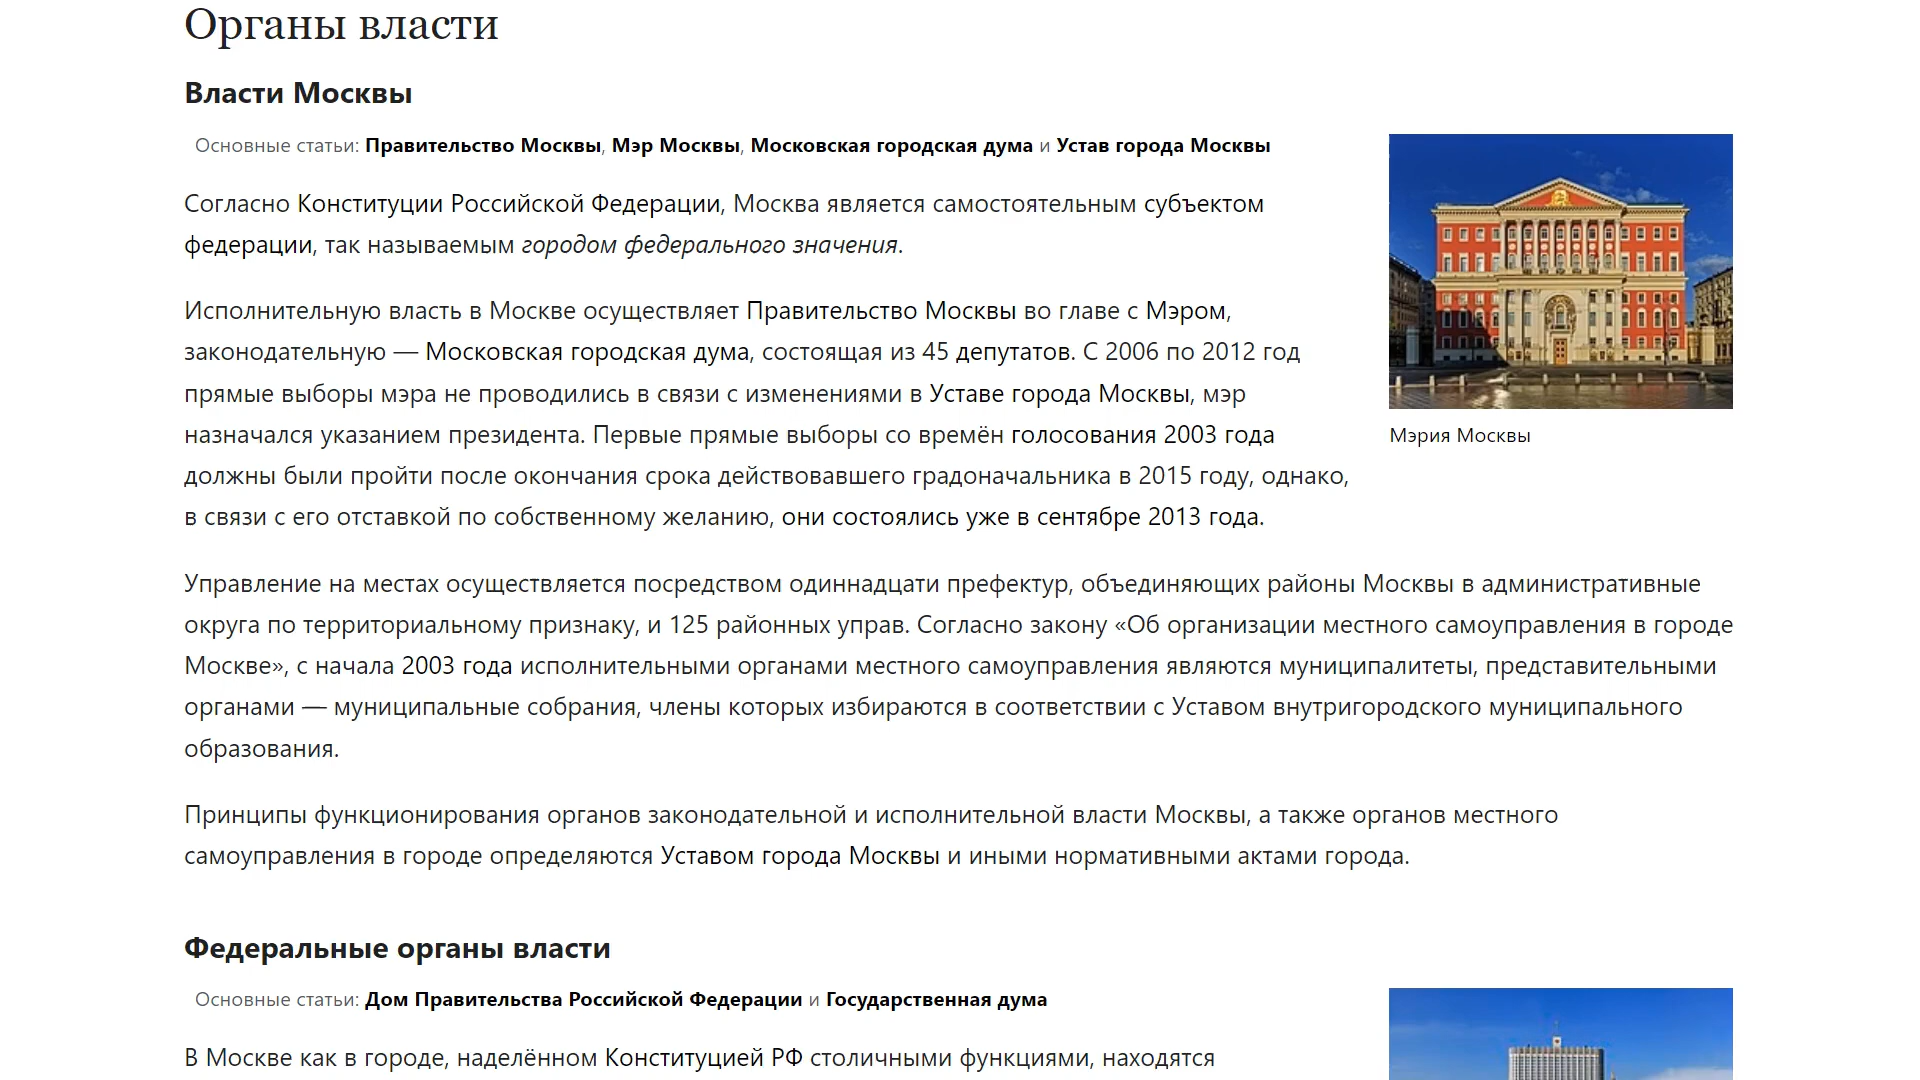 Органы власти
Власти Москвы
Основные статьи: Правительство Москвы, Мэр Москвы, Московская городская дума и Устав города Москвы
Согласно Конституции Российской Федерации, Москва является самостоятельным субъектом
федерации, так называемым городом федерального значения.
Исполнительную власть в Москве осуществляет Правительство Москвы во главе с Мэром,
законодательную — Московская городская дума, состоящая из 45 депутатов. С 2006 по 2012 год
прямые выборы мэра не проводились в связи с изменениями в Уставе города Москвы, мэр
назначался указанием президента. Первые прямые выборы со времён голосования 2003 года
должны были пройти после окончания срока действовавшего градоначальника в 2015 году, однако,
в связи с его отставкой по собственному желанию, они состоялись уже в сентябре 2013 года.
Мэрия Москвы
Управление на местах осуществляется посредством одиннадцати префектур, объединяющих районы Москвы в административные
округа по территориальному признаку, и 125 районных управ. Согласно закону «Об организации местного самоуправления в городе
Москве», с начала 2003 года исполнительными органами местного самоуправления являются муниципалитеты, представительными
органами — муниципальные собрания, члены которых избираются в соответствии с Уставом внутригородского муниципального
образования.
Принципы функционирования органов законодательной и исполнительной власти Москвы, а также органов местного
самоуправления в городе определяются Уставом города Москвы и иными нормативными актами города.
Федеральные органы власти
Основные статьи: Дом Правительства Российской Федерации и Государственная дума
В Москве как в городе, наделённом Конституцией РФ столичными функциями, находятся